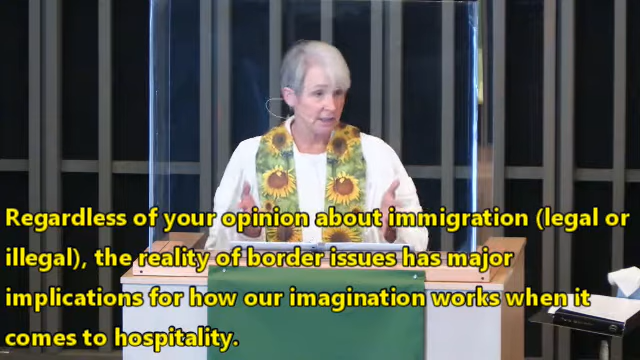 Regardless of your opinion about immigration (legal or
illegal), the reality of border issues has major
implications for how our imagination works when it
comes to hospitality.